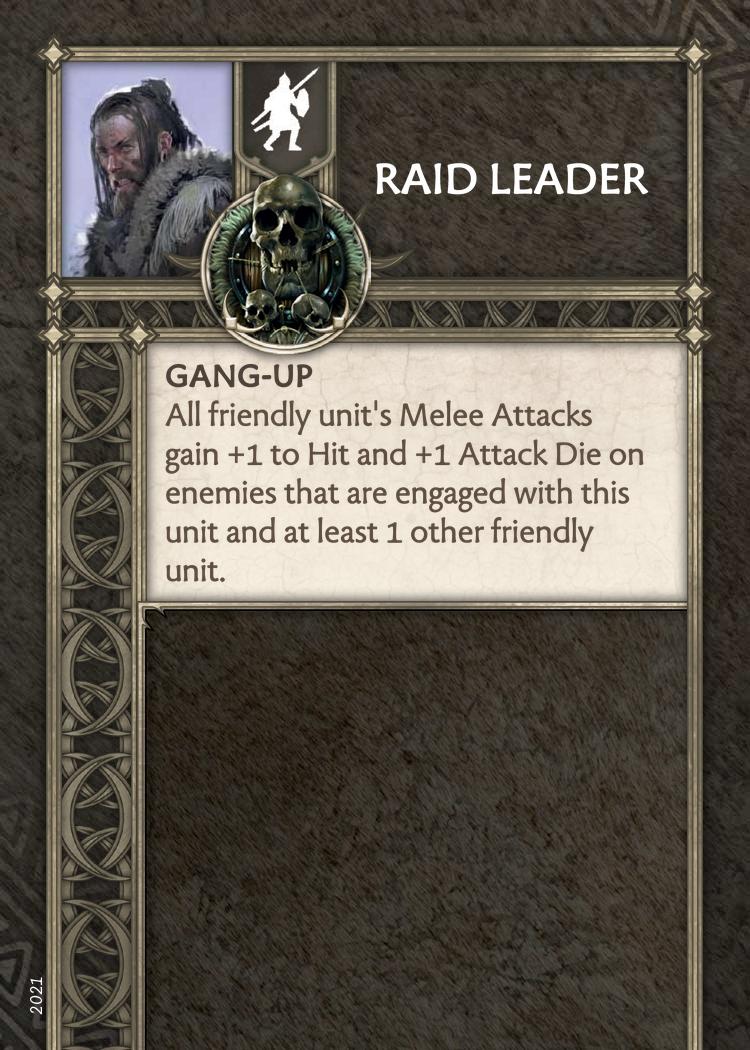 RAID LEADER
GANG-UP
All friendly unit's Melee Attacks
gain +1 to Hit and +1 Attack Die on
enemies that are engaged with this
unit and at least 1 other friendly
unit.
2021